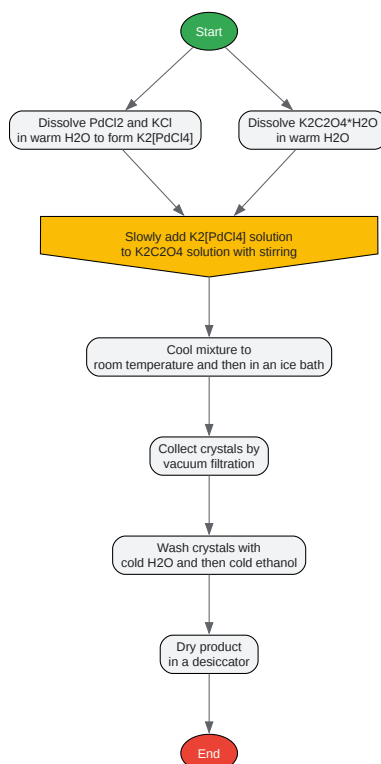 Start
Dissolve PdCl2 and KCl
in warm H2O to form K2[PdCl4]
Dissolve K2C2O4*H2O
in warm H2O
Slowly add K2[PdCl4] solution
to K2C2O4 solution with stirring
Cool mixture to
room temperature and then in an ice bath
Collect crystals by
vacuum filtration
Wash crystals with
cold H2O and then cold ethanol
Dry product
in a desiccator
End